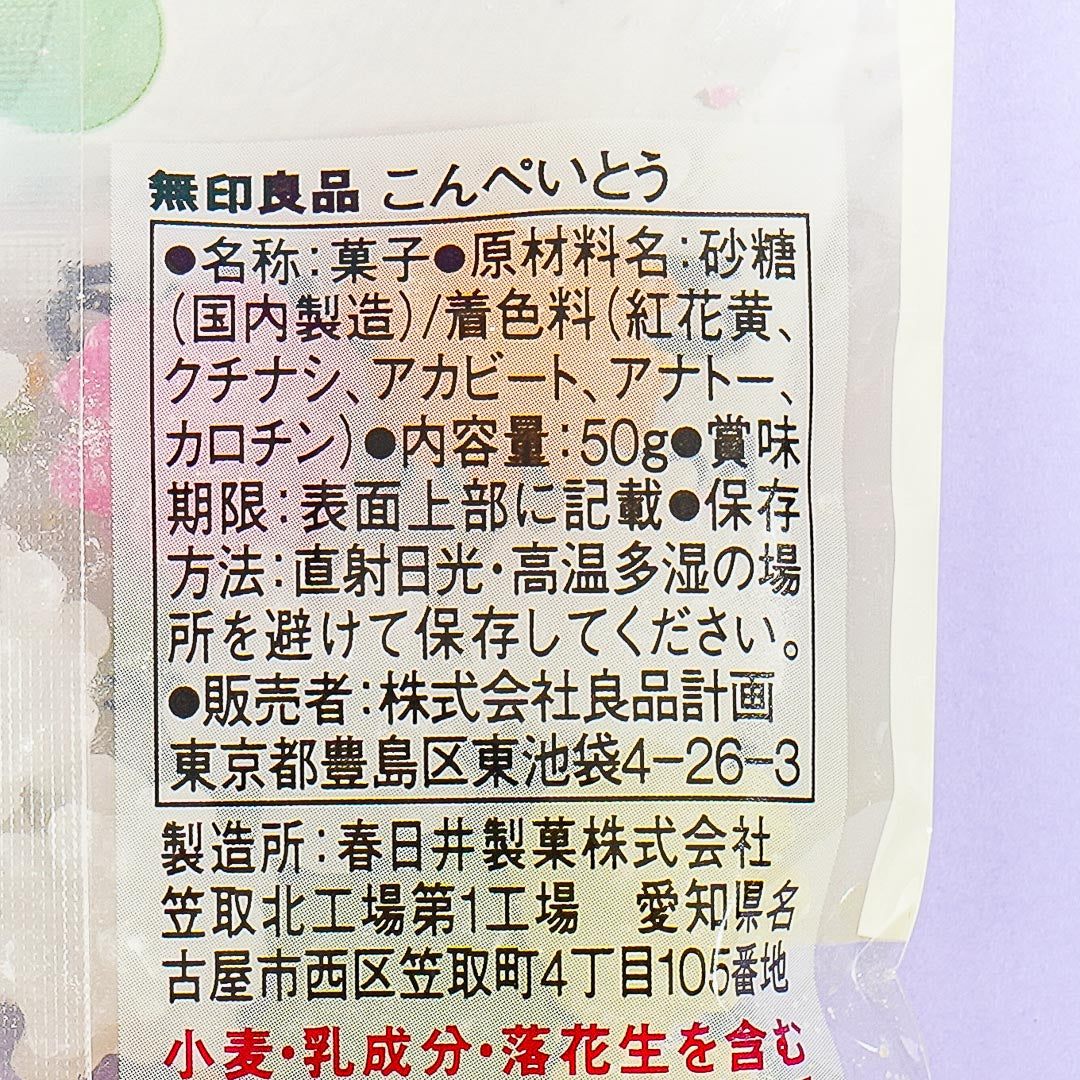 無印良品 こんぺいとう
●名称:菓子●原材料名:砂糖
(国内製造)/着色料(紅花黄、
クチナシ、アカビート、アナトー、
カロチン)●内容量:50g●賞味
期限:表面上部に記載●保存
方法:直射日光・高温多湿の場
所を避けて保存してください。
●販売者:株式会社良品計画
東京都豊島区東池袋4-26-3
製造所:春日井製菓株式会社
笠取北工場第1工場 愛知県名
古屋市西区笠取町4丁目105番地
小麦・乳成分・落花生を含む